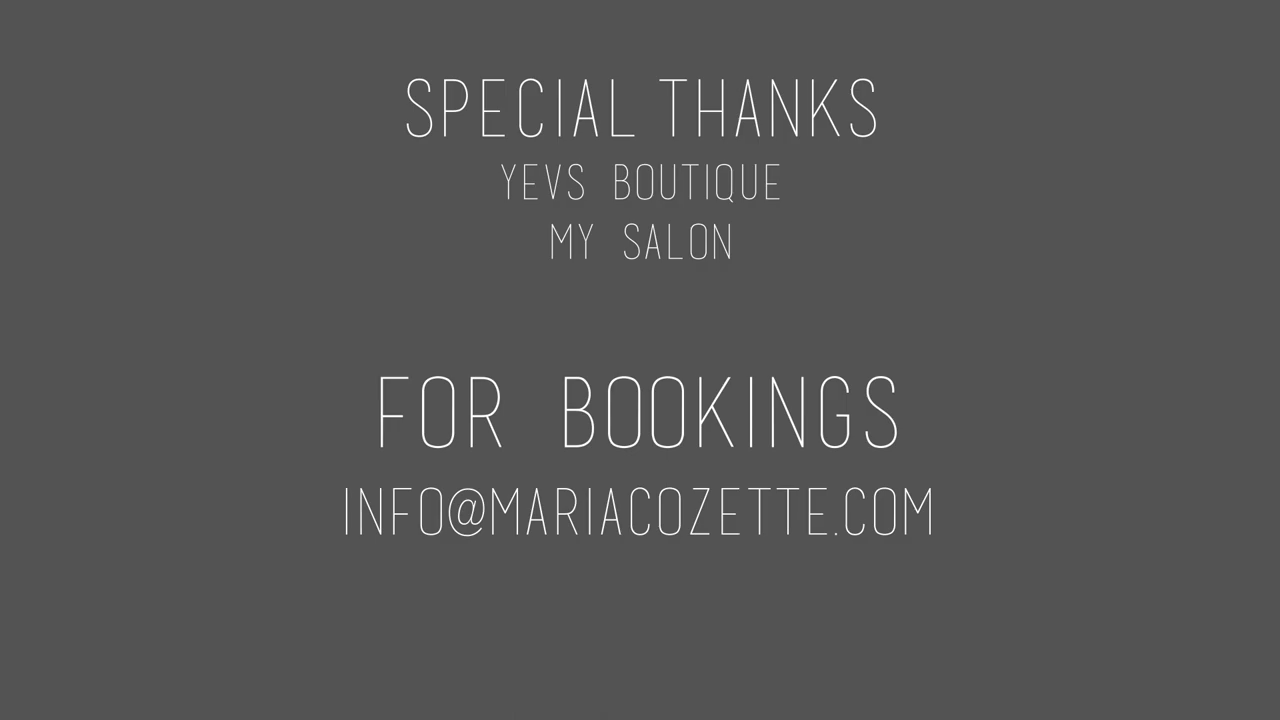 SPECIAL THANKS
YEVS BOUTIQUE
MY SALON
FOR BOOKINGS
INFO@MARIACOZETTE.COM